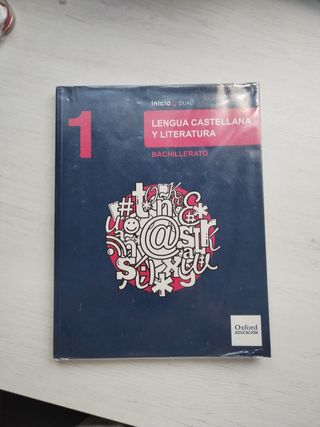 inicia DUAL
1
LENGUA CASTELLANA
Y LITERATURA
BACHILLERATO
Oxford
EDUCACIÓN